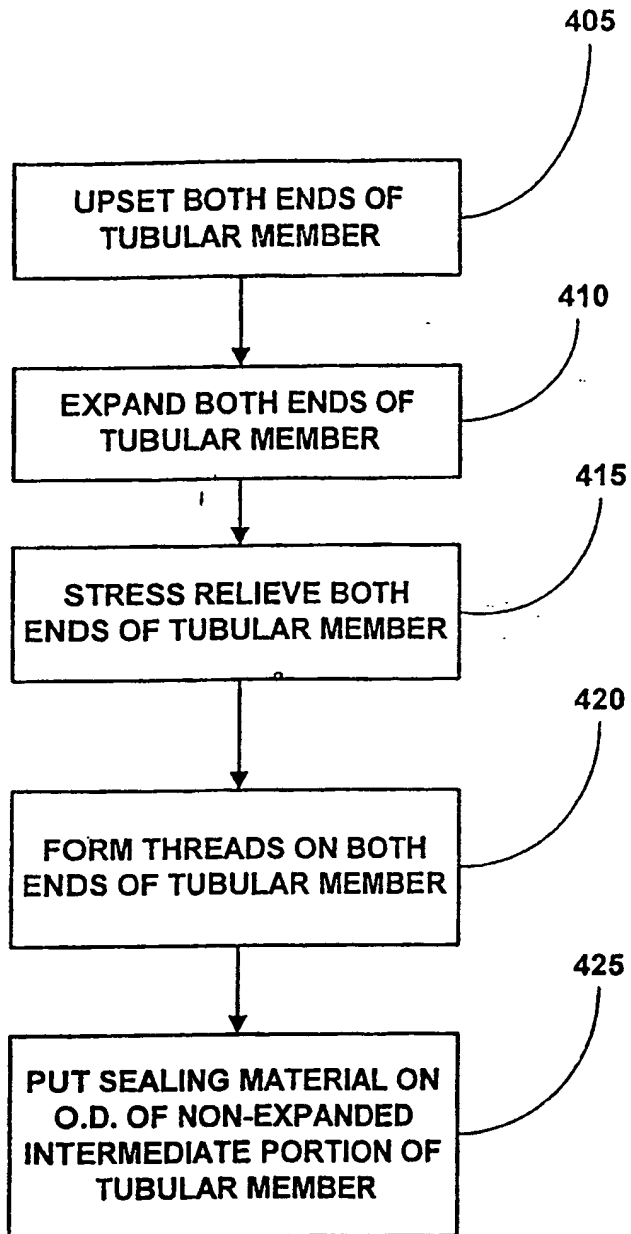 405
UPSET BOTH ENDS OF
TUBULAR MEMBER
410
EXPAND BOTH ENDS OF
TUBULAR MEMBER
415
STRESS RELIEVE BOTH
ENDS OF TUBULAR MEMBER
420
FORM THREADS ON BOTH
ENDS OF TUBULAR MEMBER
425
PUT SEALING MATERIAL ON
O.D. OF NON-EXPANDED
INTERMEDIATE PORTION OF
TUBULAR MEMBER